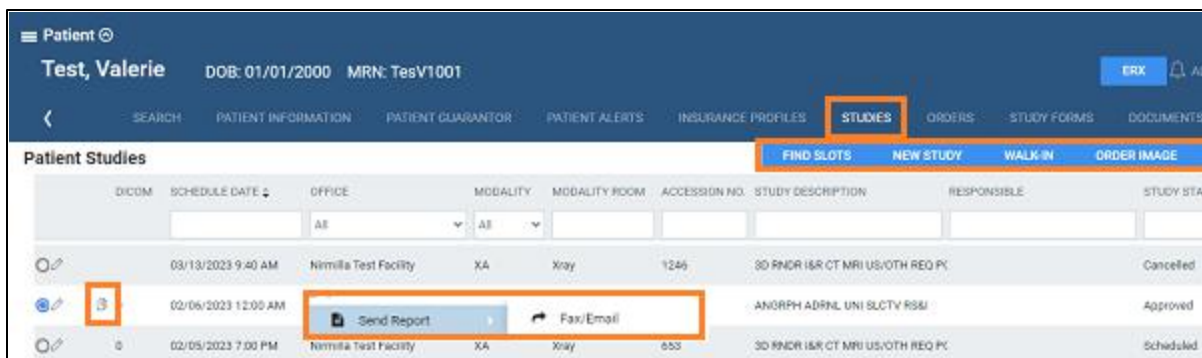 Patient
Test, Valerie DOB: 01/01/2000 MRN: TesV1001 ERX
SEARCH PATIENT INFORMATION PATIENT GUARANTOR PATIENT ALERTS INSURANCE PROFILES STUDIES ORDERS STUDY FORMS DOCUMENTS
Patient Studies FIND SLOTS NEW STUDY WALK-IN ORDER IMAGE
DICOM SCHEDULE DATE OFFICE MODALITY MODALITY ROOM ACCESSION NO. STUDY DESCRIPTION RESPONSIBLE STUDY STA
All All
03/13/2023 9:40 AM Nirmilla Test Facility XA Xray 1246 3D RNDR I&R CT MRI US/OTH REQ PC Cancelled
02/06/2023 12:00 AM ANGRPH ADRNL UNI SLCTV RS&I Approved
Send Report Fax/Email
0 02/05/2023 7:00 PM Nirmilla Test Facility XA Xray 653 3D RNDR I&R CT MRI US/OTH REQ PC Scheduled